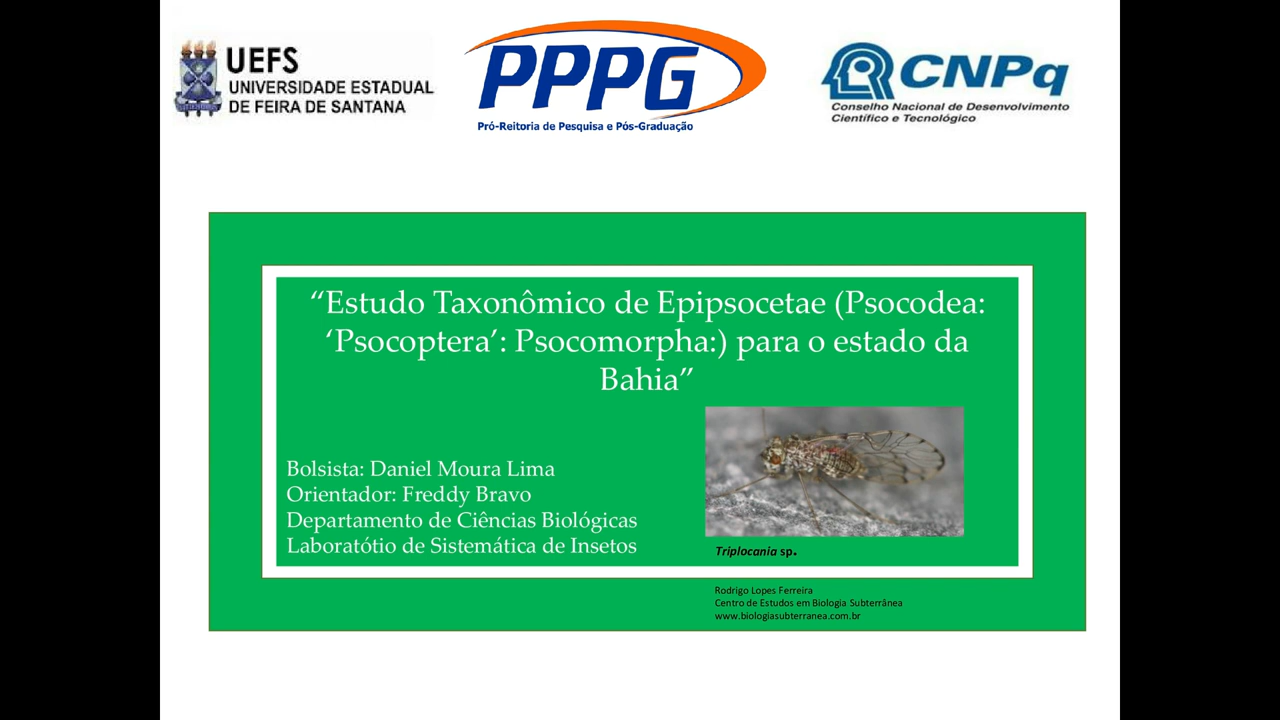 UEFS
UNIVERSIDADE ESTADUAL
DE FEIRA DE SANTANA
PPPG
Pró-Reitoria de Pesquisa e Pós-Graduação
CNPq
Conselho Nacional de Desenvolvimento
Científico e Tecnológico
“Estudo Taxonômico de Epipsocetae (Psocodea:
‘Psocoptera’: Psocomorpha:) para o estado da
Bahia”
Bolsista: Daniel Moura Lima
Orientador: Freddy Bravo
Departamento de Ciências Biológicas
Laboratótio de Sistemática de Insetos
Triplocania sp.
Rodrigo Lopes Ferreira
Centro de Estudos em Biologia Subterrânea
www.biologiasubterranea.com.br